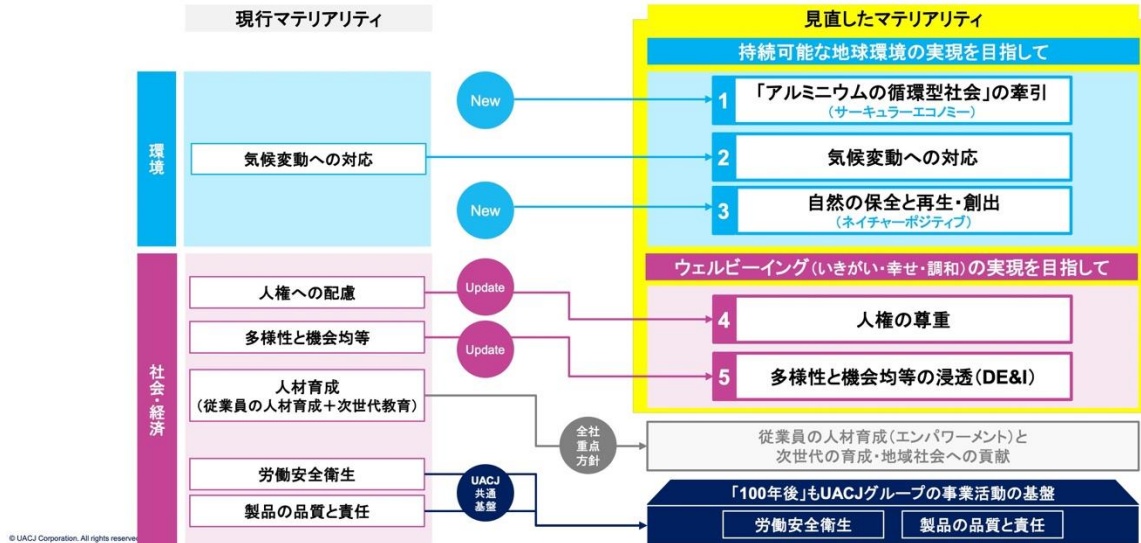 現行マテリアリティ
見直したマテリアリティ
持続可能な地球環境の実現を目指して
環境
New
1
「アルミニウムの循環型社会」の牽引
(サーキュラーエコノミー)
気候変動への対応
2
気候変動への対応
New
3
自然の保全と再生・創出
(ネイチャーポジティブ)
社会・経済
ウェルビーイング(いきがい・幸せ・調和)の実現を目指して
人権への配慮
Update
4
人権の尊重
多様性と機会均等
Update
5
多様性と機会均等の浸透(DE&I)
人材育成
(従業員の人材育成+次世代教育)
全社
重点
方針
従業員の人材育成(エンパワーメント)と
次世代の育成・地域社会への貢献
労働安全衛生
製品の品質と責任
UACJ
共通
基盤
「100年後」もUACJグループの事業活動の基盤
労働安全衛生
製品の品質と責任
© UACJ Corporation. All rights reserved